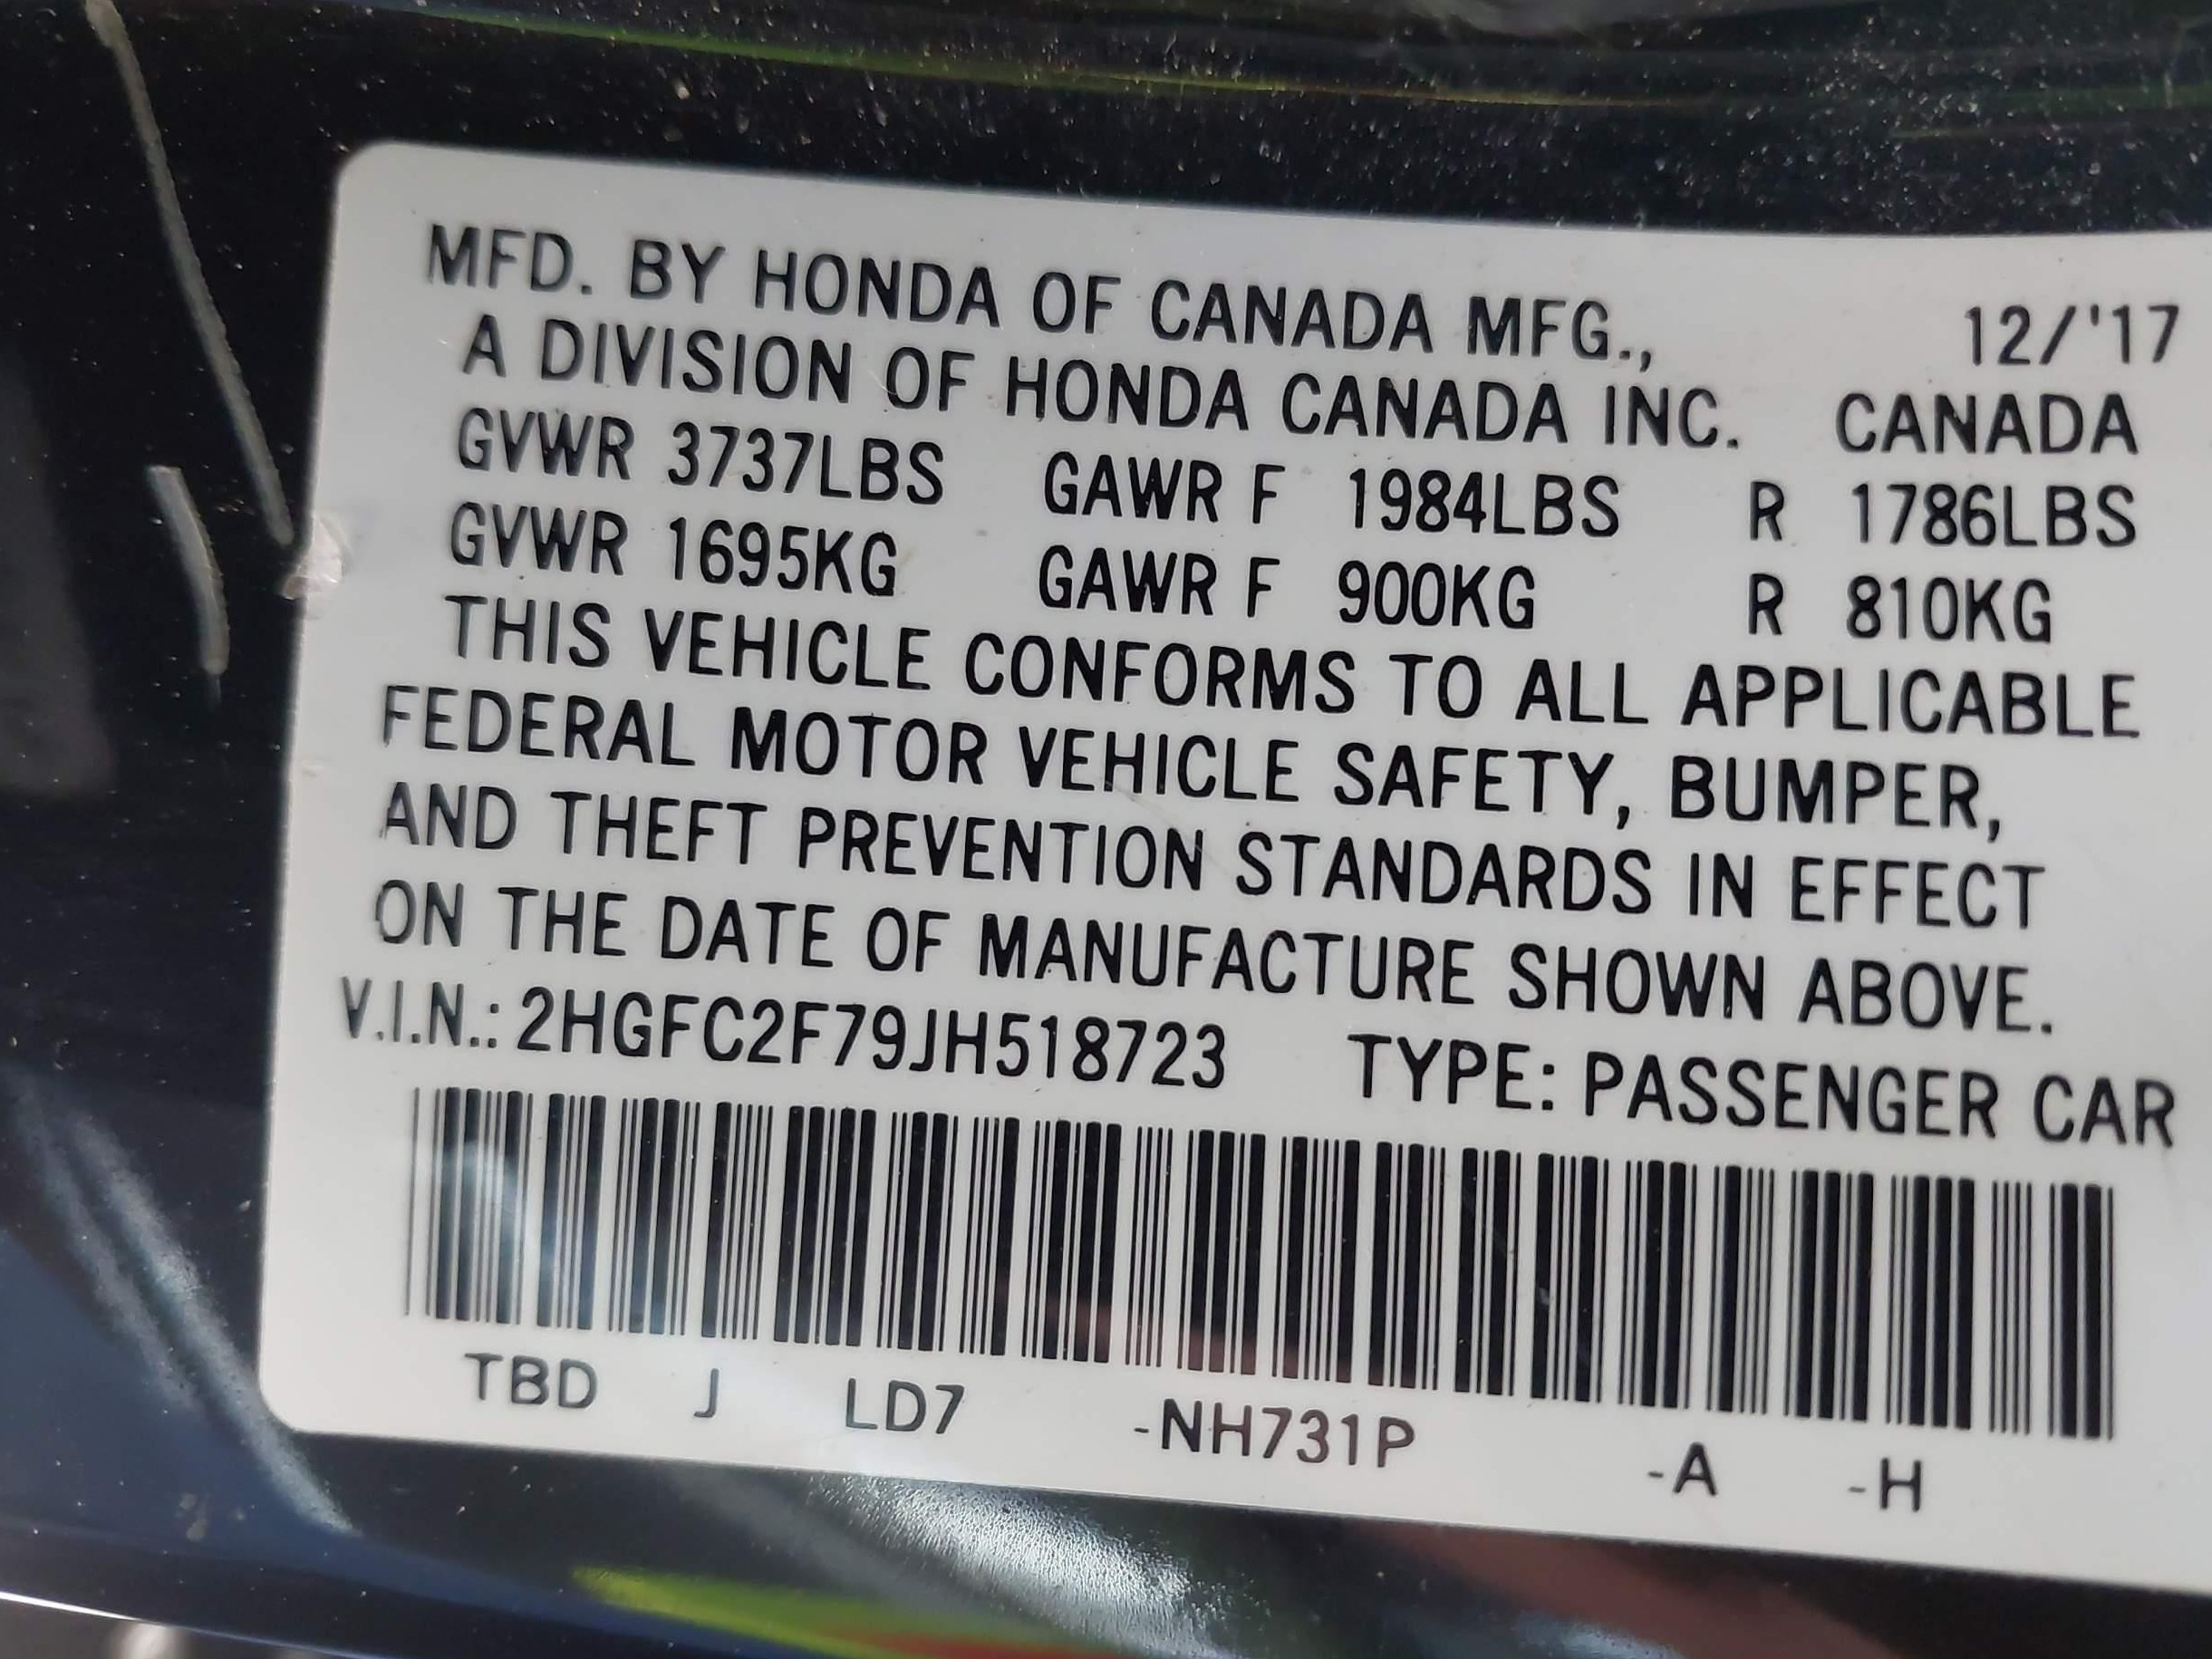 MFD. BY HONDA OF CANADA MFG., 12/'17
A DIVISION OF HONDA CANADA INC. CANADA
GVWR 3737LBS GAWR F 1984LBS R 1786LBS
GVWR 1695KG GAWR F 900KG R 810KG
THIS VEHICLE CONFORMS TO ALL APPLICABLE
FEDERAL MOTOR VEHICLE SAFETY, BUMPER,
AND THEFT PREVENTION STANDARDS IN EFFECT
ON THE DATE OF MANUFACTURE SHOWN ABOVE.
V.I.N.: 2HGFC2F79JH518723 TYPE: PASSENGER CAR
TBD J LD7 -NH731P -A -H